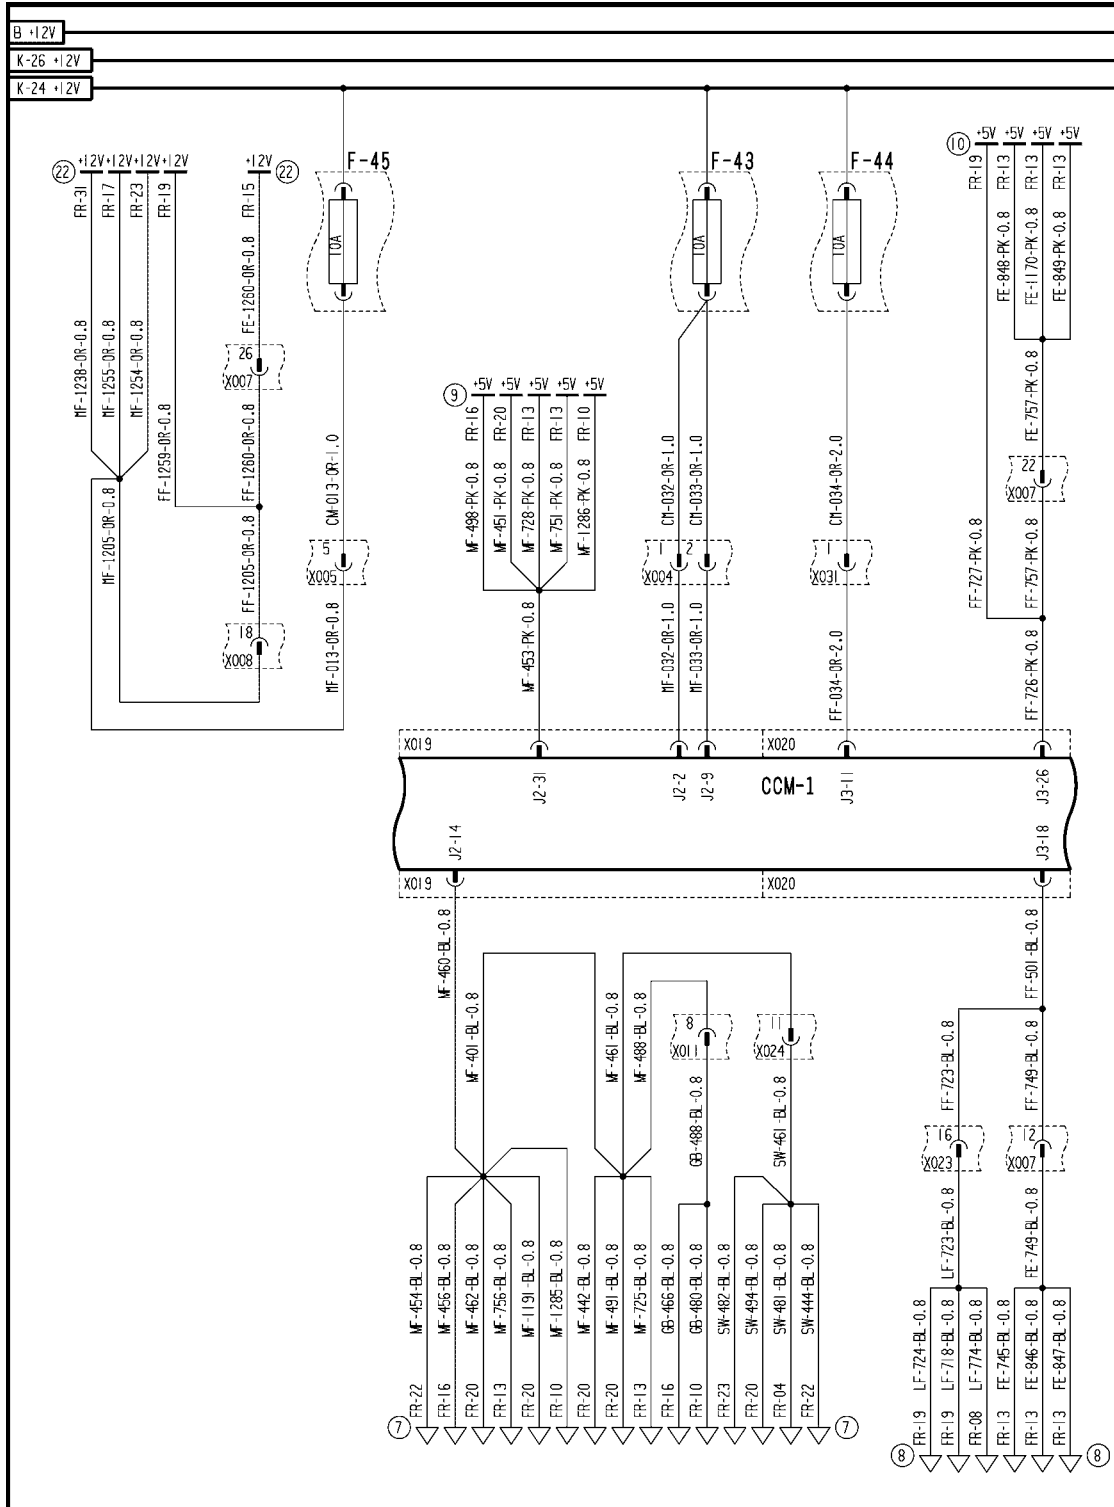 B +12V
K-26 +12V
K-24 +12V
22
+12V +12V +12V +12V
+12V
22
F-45
F-43
F-44
10
+5V +5V +5V +5V
FR-31
FR-17
FR-23
FR-19
FR-15
10A
10A
10A
FR-19
FR-13
FR-13
FR-13
MF-1238-OR-0.8
MF-1255-OR-0.8
MF-1254-OR-0.8
FE-1260-OR-0.8
FE-848-PK-0.8
FE-1170-PK-0.8
FE-849-PK-0.8
26
X007
9
+5V +5V +5V +5V +5V
FR-16
FR-20
FR-13
FR-13
FR-10
FE-757-PK-0.8
FF-1259-OR-0.8
FF-1260-OR-0.8
CM-013-OR-1.0
MF-498-PK-0.8
MF-451-PK-0.8
MF-728-PK-0.8
MF-751-PK-0.8
MF-1286-PK-0.8
CM-032-OR-1.0
CM-033-OR-1.0
CM-034-OR-2.0
22
X007
MF-1205-OR-0.8
FF-1205-OR-0.8
5
X005
1 2
X004
1
X031
FF-727-PK-0.8
FF-757-PK-0.8
18
X008
MF-013-OR-0.8
MF-453-PK-0.8
MF-032-OR-1.0
MF-033-OR-1.0
FF-034-OR-2.0
FF-726-PK-0.8
X019
X020
J2-31
J2-2
J2-9
CCM-1
J3-11
J3-26
J2-14
J3-18
X019
X020
MF-460-BL-0.8
FF-501-BL-0.8
MF-401-BL-0.8
MF-461-BL-0.8
MF-488-BL-0.8
8
X011
11
X024
FF-723-BL-0.8
FF-749-BL-0.8
GB-488-BL-0.8
SW-461-BL-0.8
16
X023
12
X007
LF-723-BL-0.8
FE-749-BL-0.8
MF-454-BL-0.8
MF-456-BL-0.8
MF-462-BL-0.8
MF-756-BL-0.8
MF-1191-BL-0.8
MF-1285-BL-0.8
MF-442-BL-0.8
MF-491-BL-0.8
MF-725-BL-0.8
GB-466-BL-0.8
GB-480-BL-0.8
SW-482-BL-0.8
SW-494-BL-0.8
SW-481-BL-0.8
SW-444-BL-0.8
LF-724-BL-0.8
LF-718-BL-0.8
LF-774-BL-0.8
FE-745-BL-0.8
FE-846-BL-0.8
FE-847-BL-0.8
7
FR-22
FR-16
FR-20
FR-13
FR-20
FR-10
FR-20
FR-20
FR-13
FR-16
FR-10
FR-23
FR-20
FR-04
FR-22
7
8
FR-19
FR-19
FR-08
FR-13
FR-13
FR-13
8